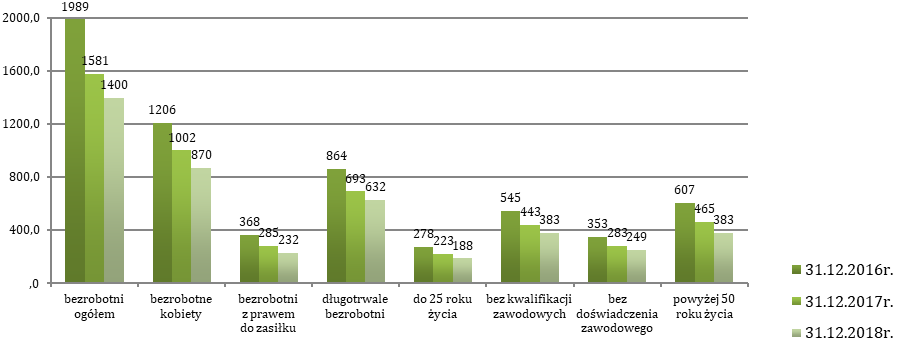 1989
2000,0
1581
1600,0
1400
1206
1200,0
1002
870
864
800,0
693
632
607
545
465
443
383
383
368
353
400,0
285
278
283
232
223
249
188
,0
bezrobotni
ogółem
bezrobotne
kobiety
bezrobotni
z prawem
do zasiłku
długotrwale
bezrobotni
do 25 roku
życia
bez kwalifikacji
zawodowych
bez
doświadczenia
zawodowego
powyżej 50
roku życia
31.12.2016r.
31.12.2017r.
31.12.2018r.